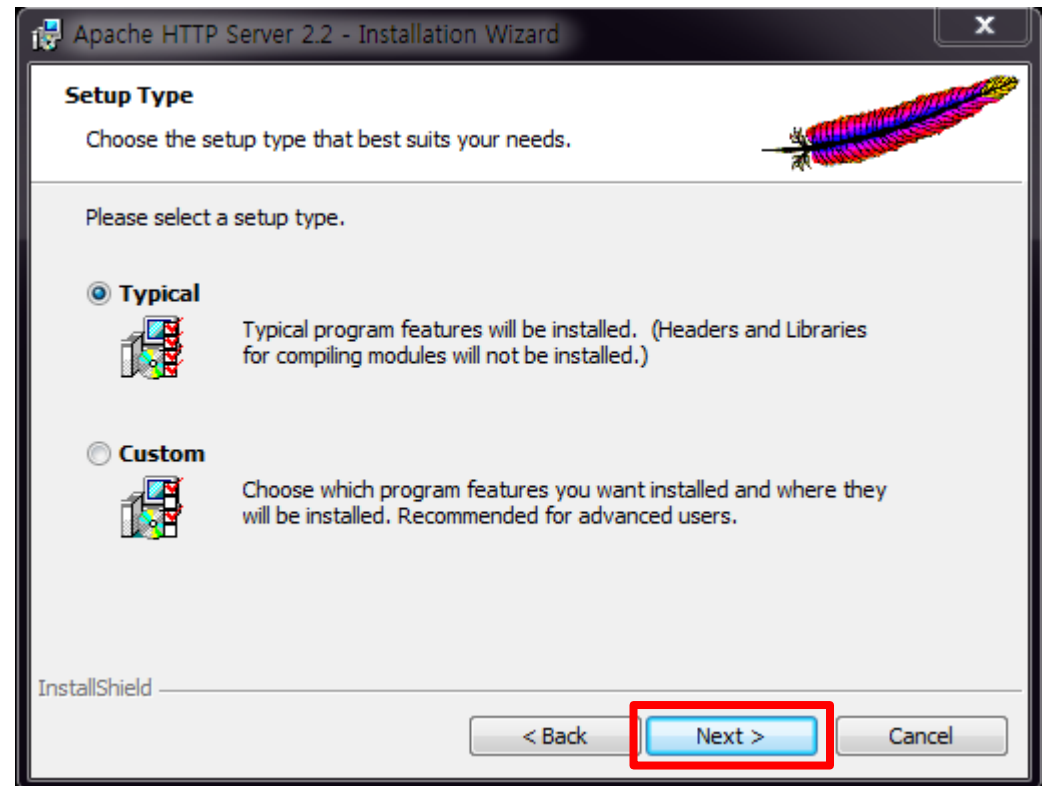 Apache HTTP Server 2.2 - Installation Wizard
Setup Type
Choose the setup type that best suits your needs.
Please select a setup type.
Typical
Typical program features will be installed.  (Headers and Libraries
for compiling modules will not be installed.)
Custom
Choose which program features you want installed and where they
will be installed. Recommended for advanced users.
InstallShield
< Back
Next >
Cancel